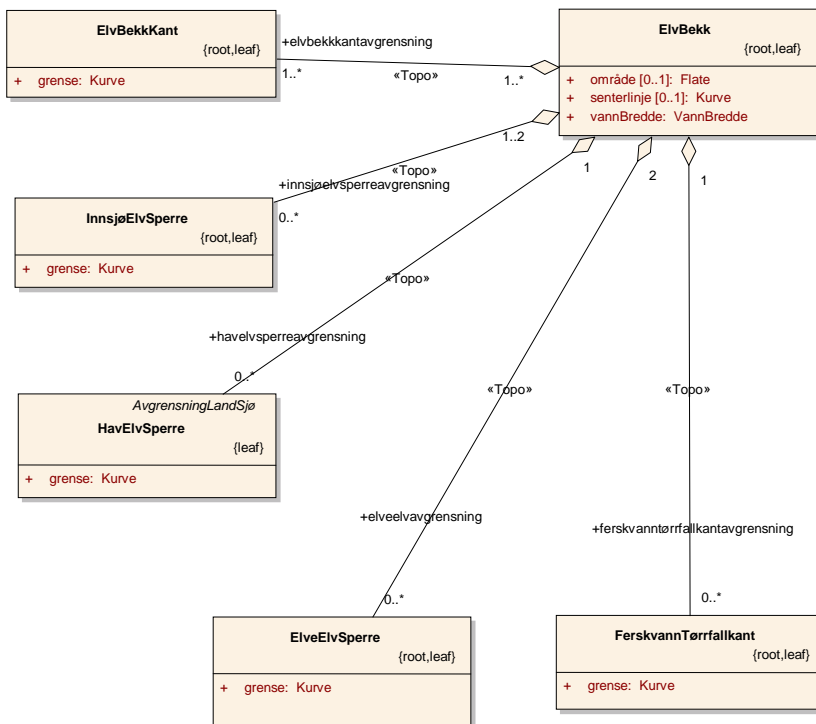 ElvBekkKant
{root,leaf}
+ grense: Kurve
ElvBekk
{root,leaf}
+ område [0..1]: Flate
+ senterlinje [0..1]: Kurve
+ vannBredde: VannBredde
+elvbekkkantavgrensning
1..*
«Topo»
1..*
1..2
«Topo»
+innsjøelvsperreavgrensning
0..*
InnsjøElvSperre
{root,leaf}
+ grense: Kurve
1
2
1
«Topo»
+havelvsperreavgrensning
0..*
AvgrensningLandSjø
HavElvSperre
{leaf}
+ grense: Kurve
«Topo»
«Topo»
+elveelvavgrensning
+ferskvanntørrfallkantavgrensning
0..*
0..*
ElveElvSperre
{root,leaf}
+ grense: Kurve
FerskvannTørrfallkant
{root,leaf}
+ grense: Kurve